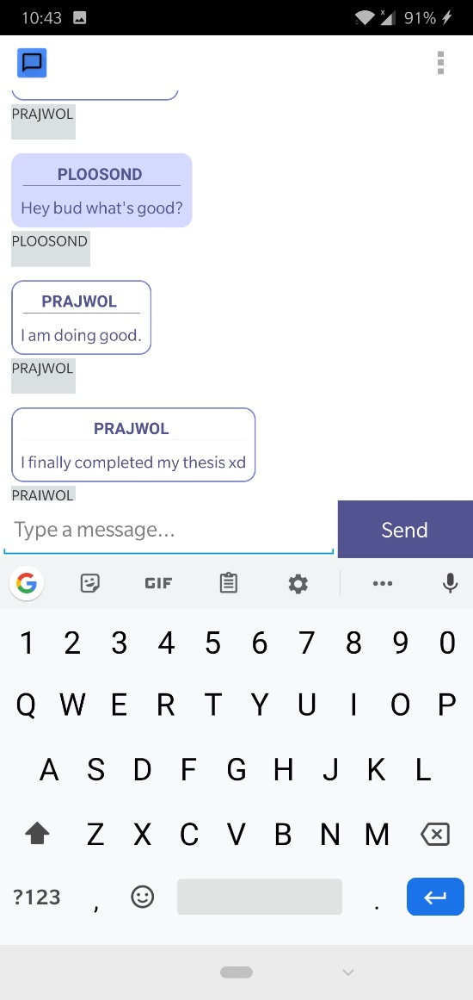 10:43
x
91%
PRAJWOL
PLOOSOND
Hey bud what's good?
PLOOSOND
PRAJWOL
I am doing good.
PRAJWOL
PRAJWOL
I finally completed my thesis xd
PRAJWOL
Type a message...
Send
G
GIF
1 2 3 4 5 6 7 8 9 0
Q W E R T Y U I O P
A S D F G H J K L
Z X C V B N M
?123 , .